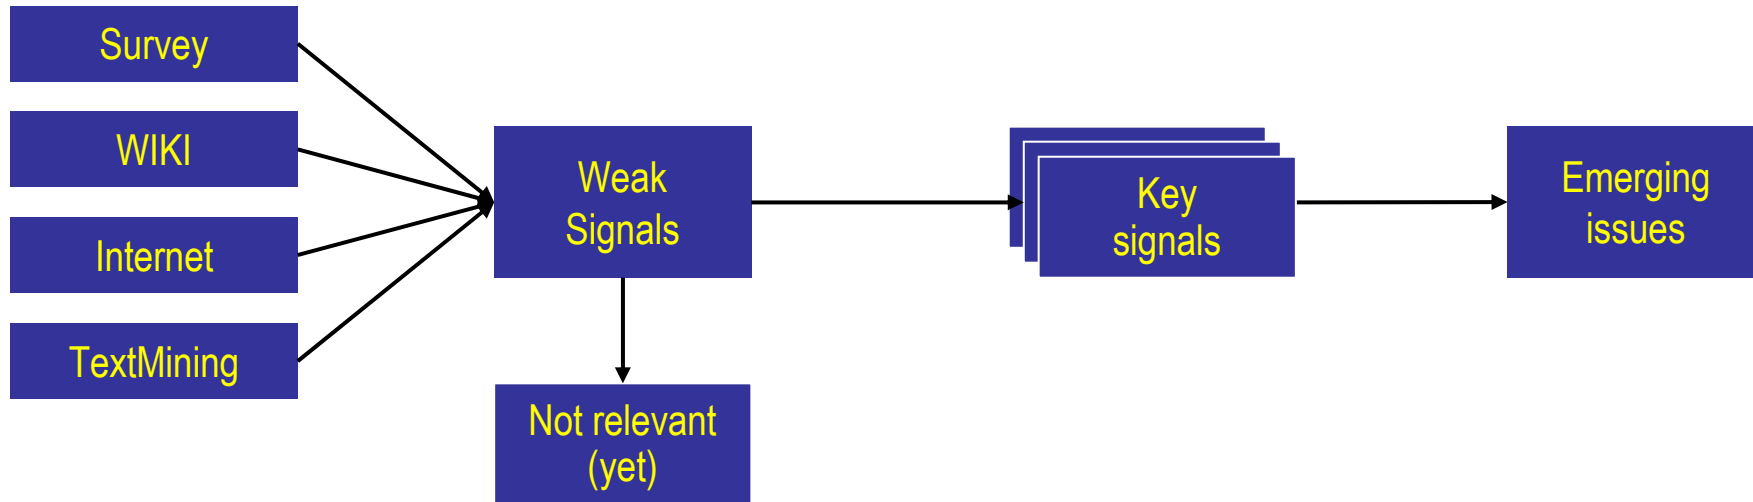 Survey
WIKI
Internet
TextMining
Weak
Signals
Not relevant
(yet)
Key
signals
Emerging
issues